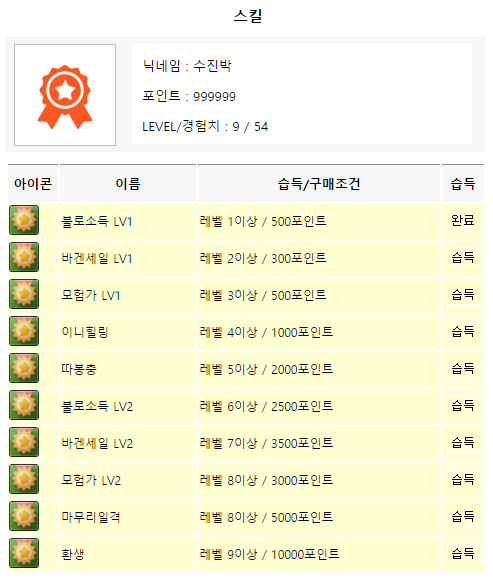 스킬
닉네임 : 수진박
포인트 : 999999
LEVEL/경험치 : 9 / 54
아이콘 이름 습득/구매조건 습득
불로소득 LV1 레벨 1이상 / 500포인트 완료
바겐세일 LV1 레벨 2이상 / 300포인트 습득
모험가 LV1 레벨 3이상 / 500포인트 습득
이니힐링 레벨 4이상 / 1000포인트 습득
따봉충 레벨 5이상 / 2000포인트 습득
불로소득 LV2 레벨 6이상 / 2500포인트 습득
바겐세일 LV2 레벨 7이상 / 3500포인트 습득
모험가 LV2 레벨 8이상 / 3000포인트 습득
마무리일격 레벨 8이상 / 5000포인트 습득
환생 레벨 9이상 / 10000포인트 습득